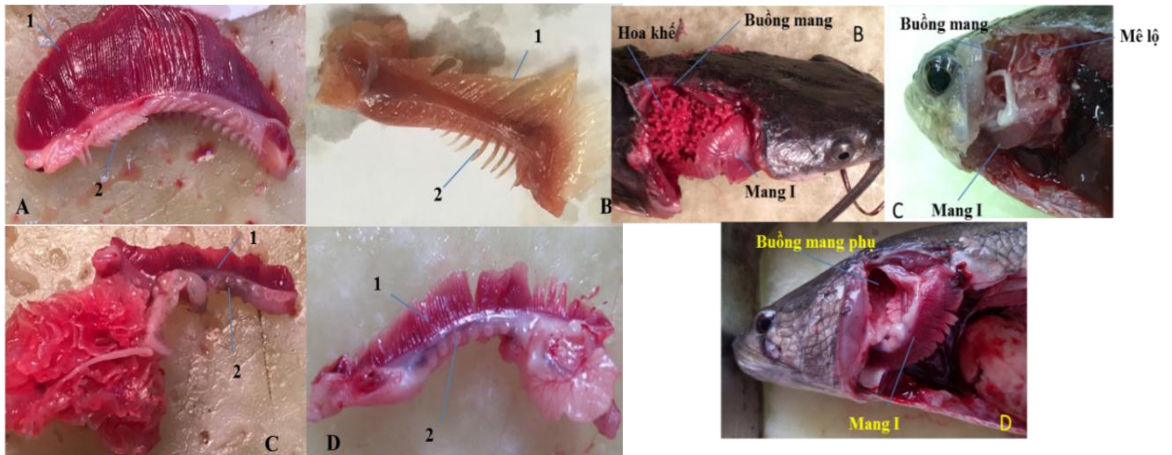 1
2
A
1
2
B
Hoa khế
Buồng mang
B
Mang I
Buồng mang
Mê lộ
C
Mang I
1
2
C
1
2
D
Buồng mang phụ
Mang I
D